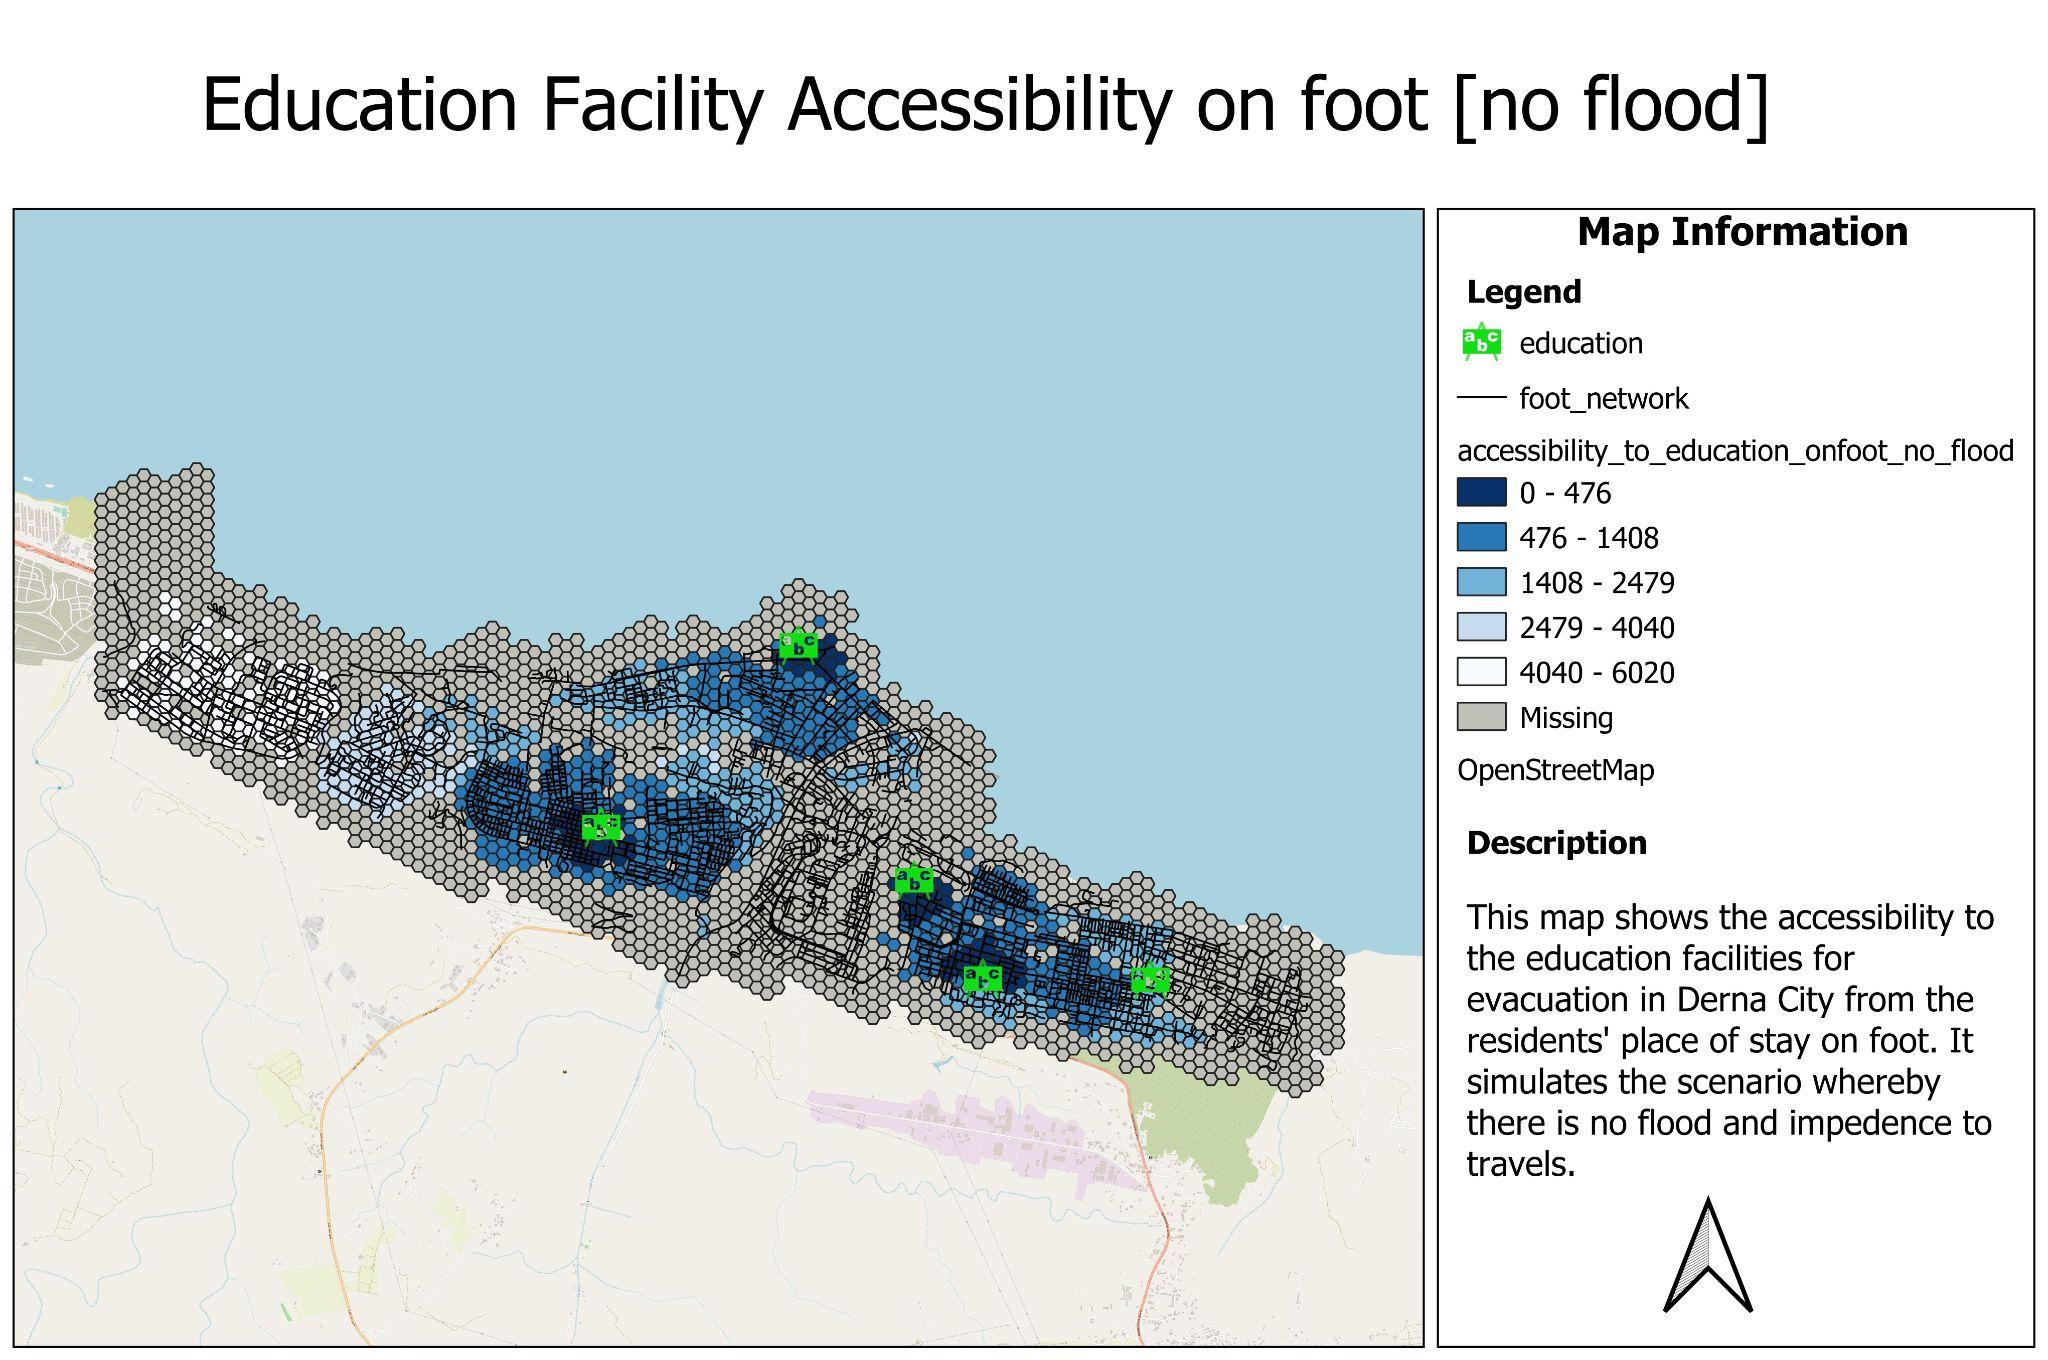 Education Facility Accessibility on foot [no flood]
Map Information
Legend
a b c
education
foot_network
accessibility_to_education_onfoot_no_flood
0 - 476
476 - 1408
1408 - 2479
2479 - 4040
4040 - 6020
Missing
OpenStreetMap
Description
This map shows the accessibility to
the education facilities for
evacuation in Derna City from the
residents' place of stay on foot. It
simulates the scenario whereby
there is no flood and impedence to
travels.
a b c
a b c
a b c
a b c
a b c